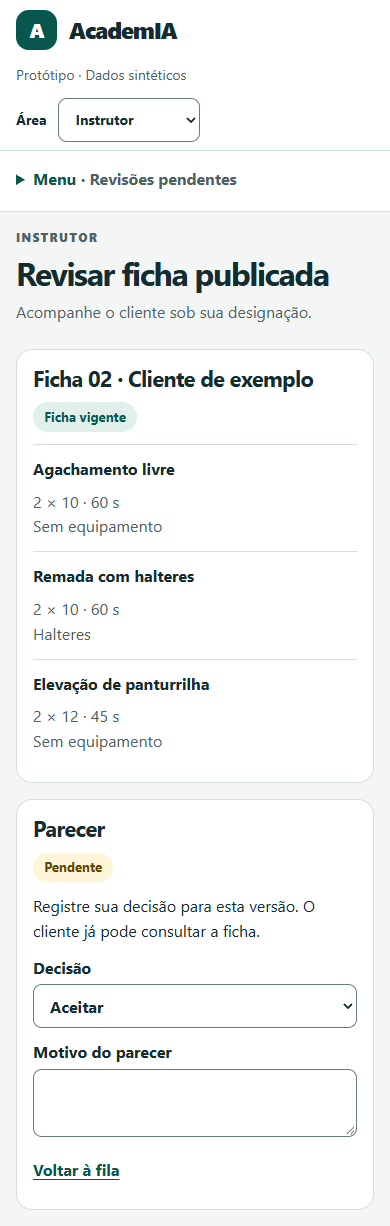 A AcademIA
Protótipo · Dados sintéticos
Área Instrutor
Menu · Revisões pendentes
INSTRUTOR
Revisar ficha publicada
Acompanhe o cliente sob sua designação.
Ficha 02 · Cliente de exemplo
Ficha vigente
Agachamento livre
2 × 10 · 60 s
Sem equipamento
Remada com halteres
2 × 10 · 60 s
Halteres
Elevação de panturrilha
2 × 12 · 45 s
Sem equipamento
Parecer
Pendente
Registre sua decisão para esta versão. O
cliente já pode consultar a ficha.
Decisão
Aceitar
Motivo do parecer
Voltar à fila